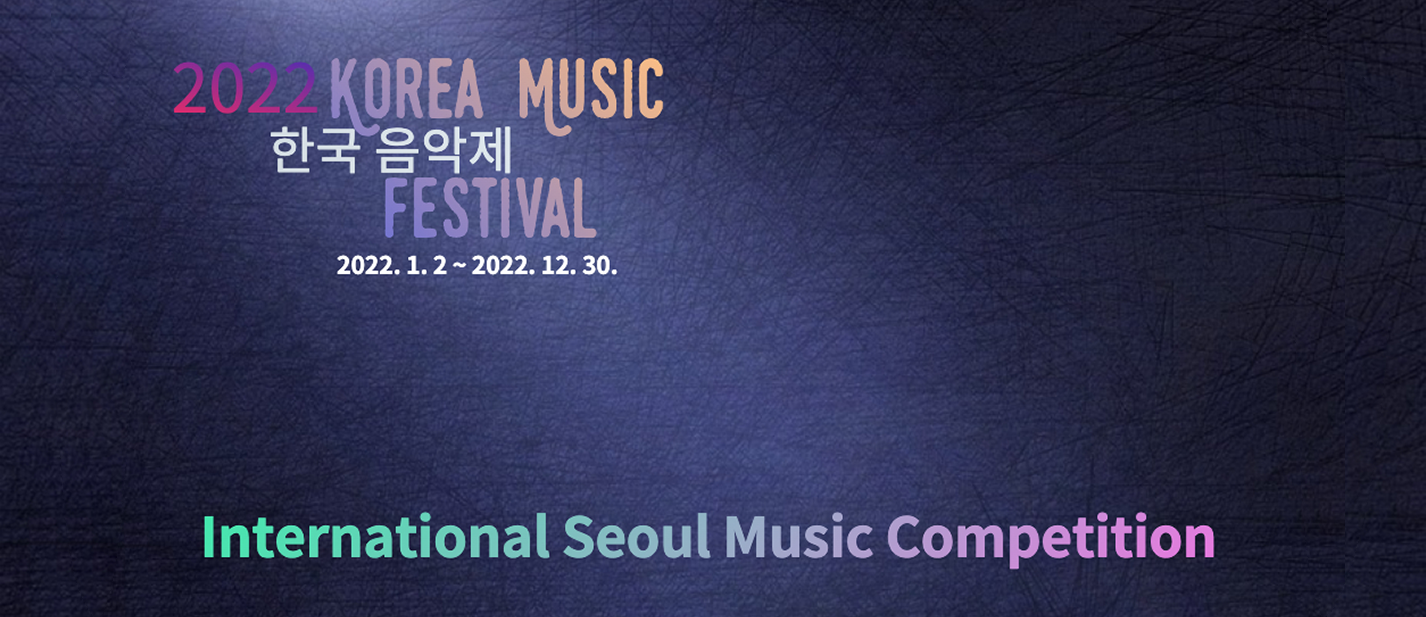 2022 KOREA MUSIC
한국 음악제
FESTIVAL
2022. 1. 2 ~ 2022. 12. 30.
International Seoul Music Competition